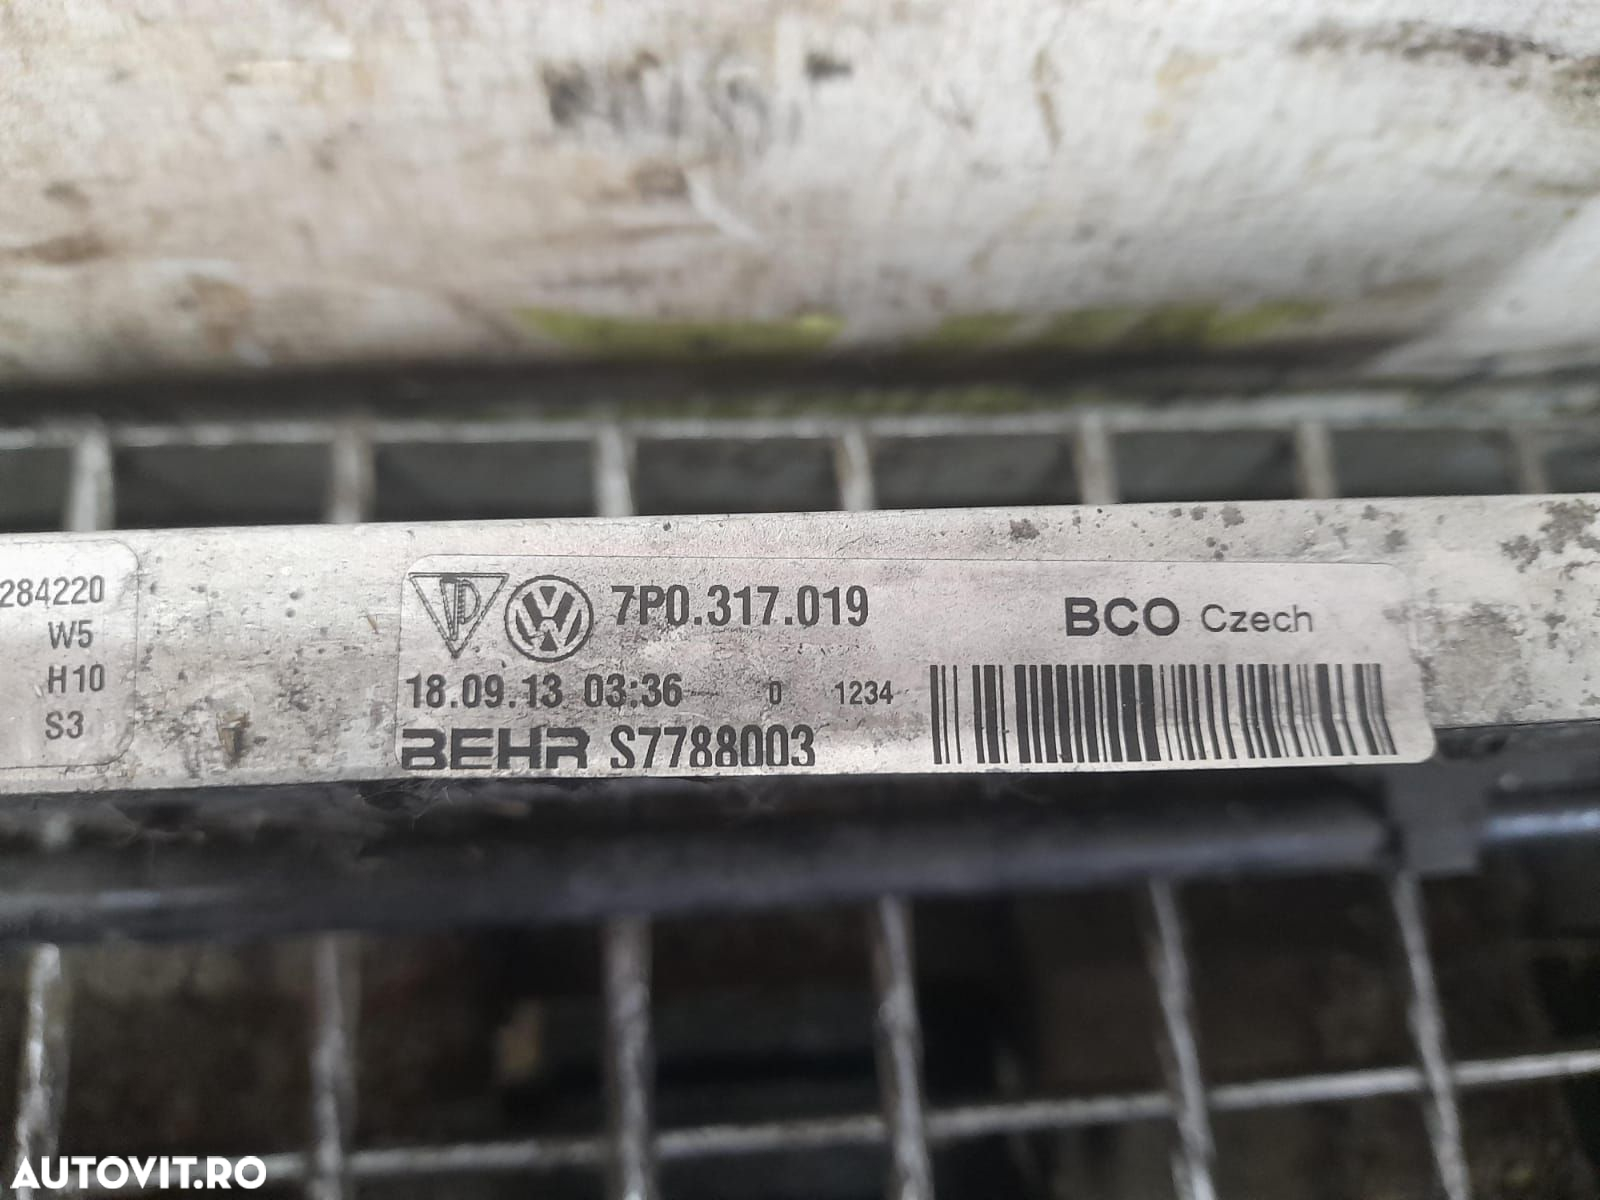 284220
W5
H10
S3
VW 7P0.317.019
BCO Czech
18.09.13 03:36 0 1234
BEHR S7788003
AUTOVIT.RO